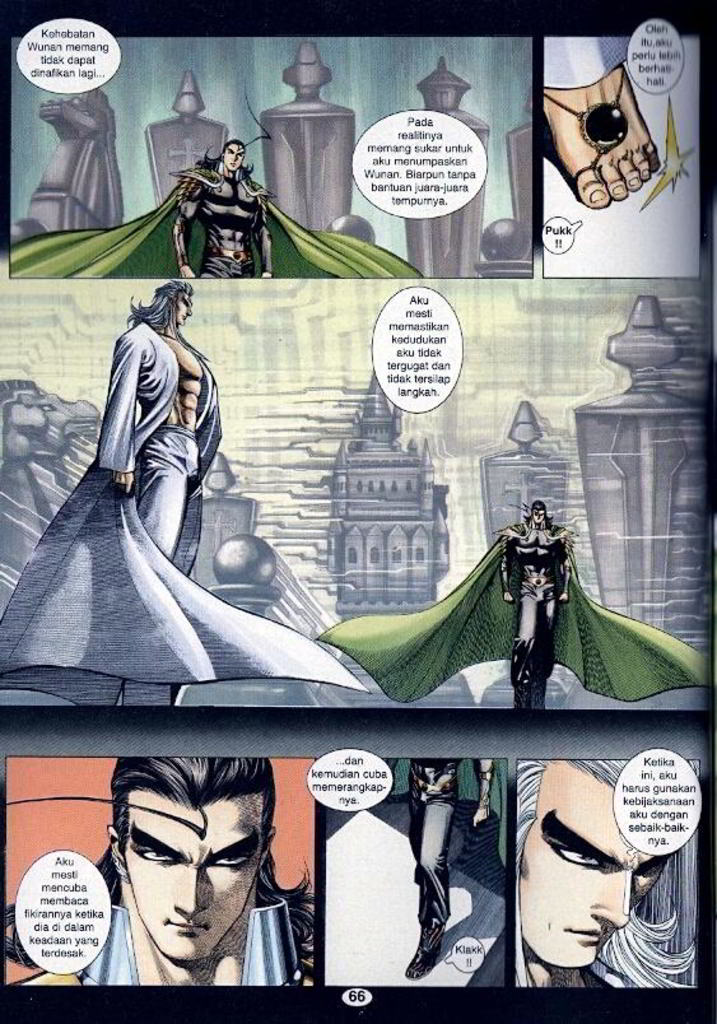 Kehebatan
Wunan memang
tidak dapat
dinafikan lagi...
Pada
realitinya
memang sukar untuk
aku menumpaskan
Wunan. Biarpun tanpa
bantuan juara-juara
tempurnya.
Oleh
itu,aku
perlu lebih
berhati-
hati.
Pukk
!!
Aku
mesti
memastikan
kedudukan
aku tidak
tergugat dan
tidak tersilap
langkah.
Aku
mesti
mencuba
membaca
fikirannya ketika
dia di dalam
keadaan yang
terdesak.
...dan
kemudian cuba
memerangkap-
nya.
Klakk
!!
Ketika
ini, aku
harus gunakan
kebijaksanaan
aku dengan
sebaik-baik-
nya.
66